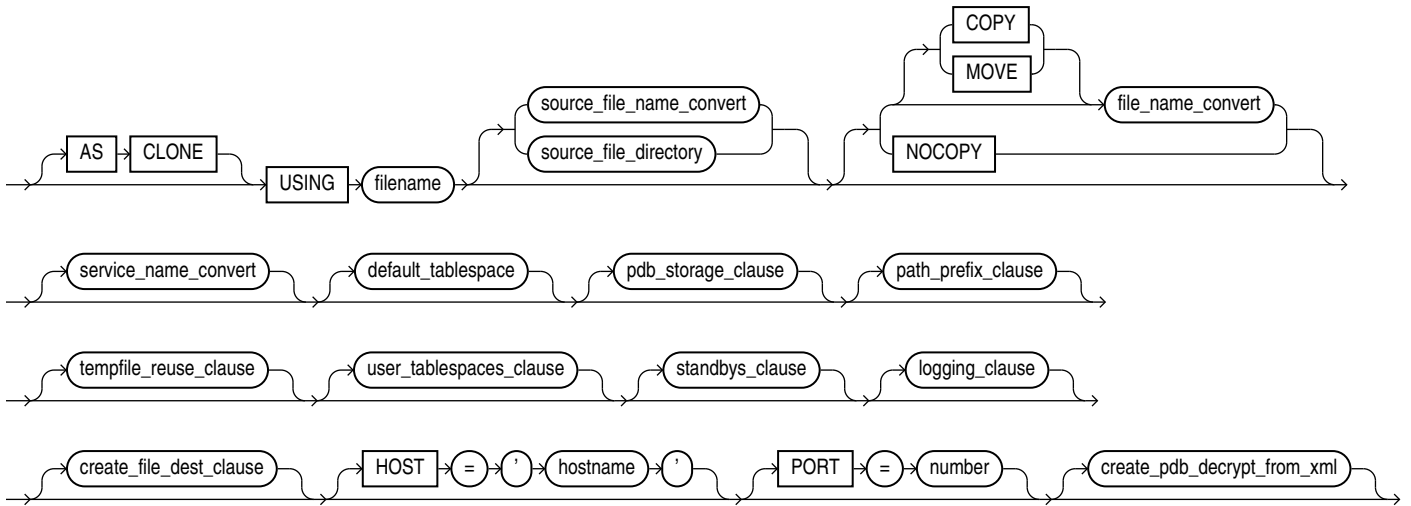 COPY
MOVE
source_file_name_convert
file_name_convert
AS CLONE
source_file_directory
NOCOPY
USING filename
service_name_convert default_tablespace pdb_storage_clause path_prefix_clause
tempfile_reuse_clause user_tablespaces_clause standbys_clause logging_clause
create_file_dest_clause HOST = ' hostname ' PORT = number create_pdb_decrypt_from_xml